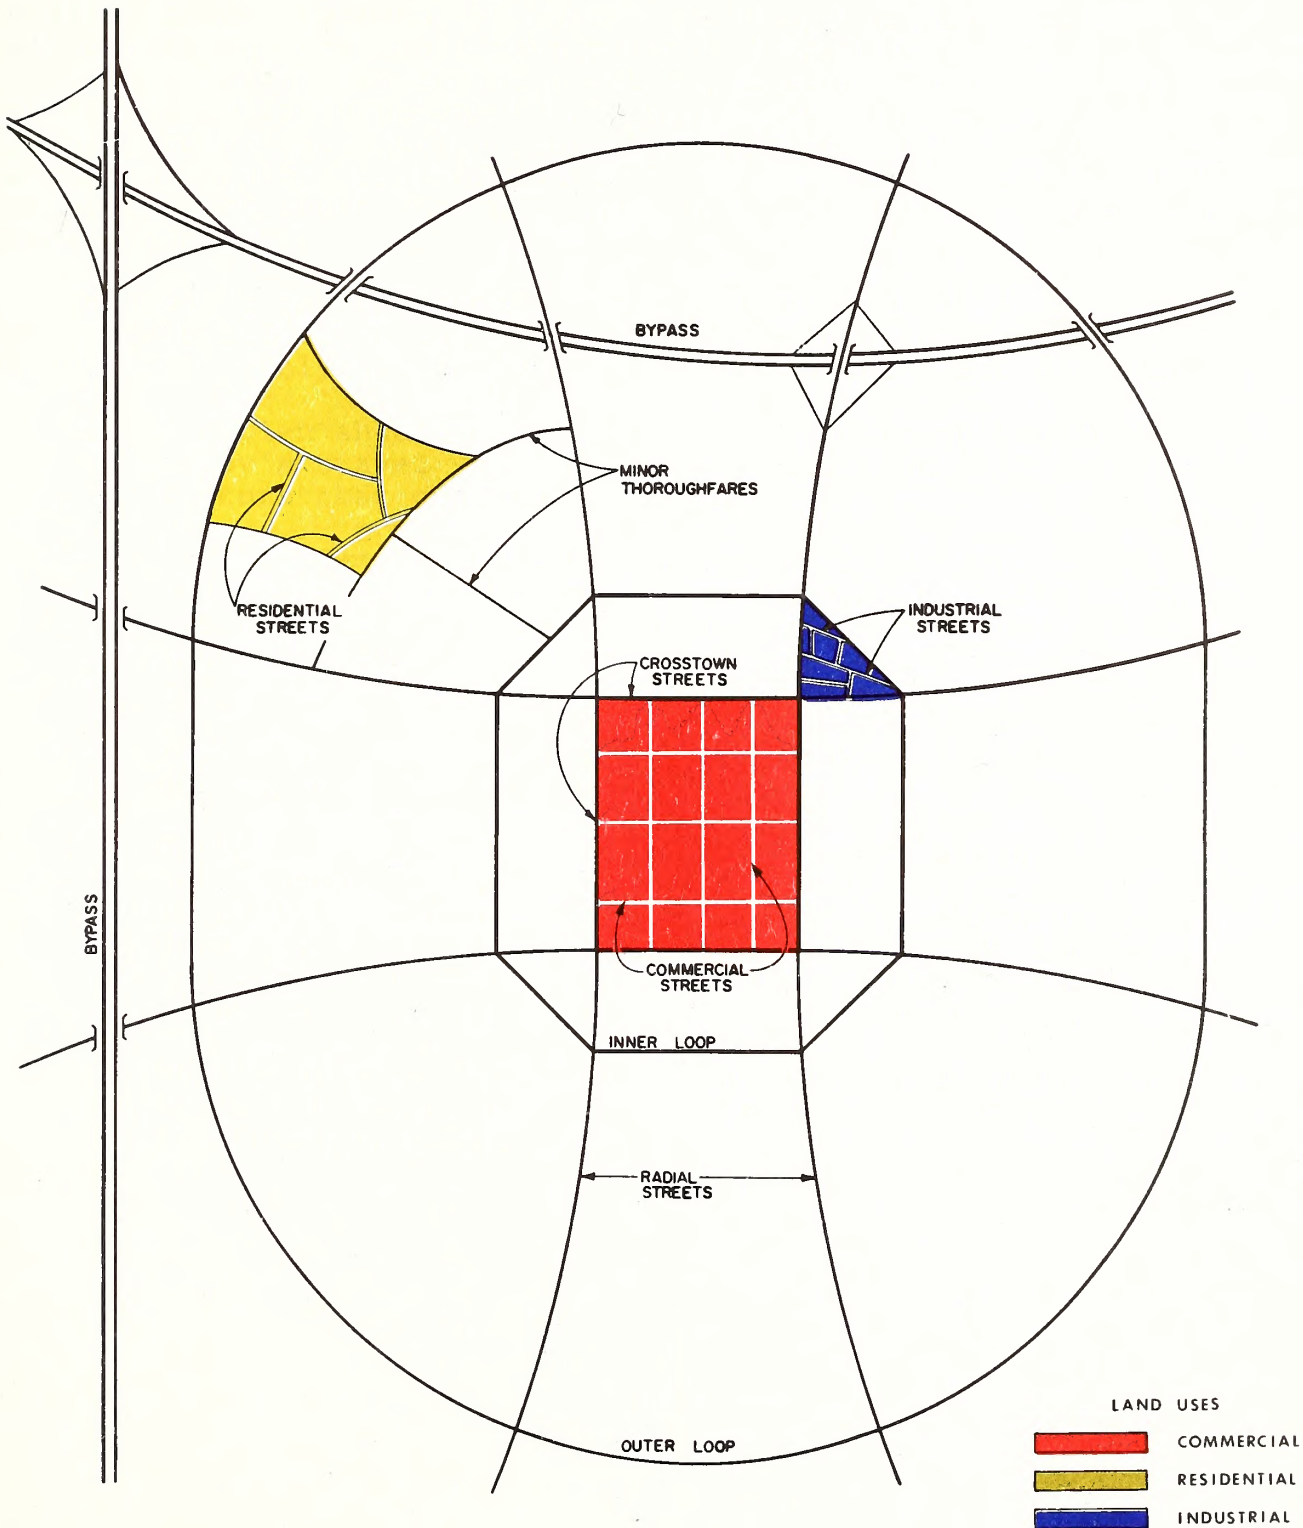 BYPASS
MINOR
THOROUGHFARES
RESIDENTIAL
STREETS
INDUSTRIAL
STREETS
CROSSTOWN
STREETS
BYPASS
COMMERCIAL
STREETS
INNER LOOP
RADIAL
STREETS
OUTER LOOP
LAND USES
COMMERCIAL
RESIDENTIAL
INDUSTRIAL